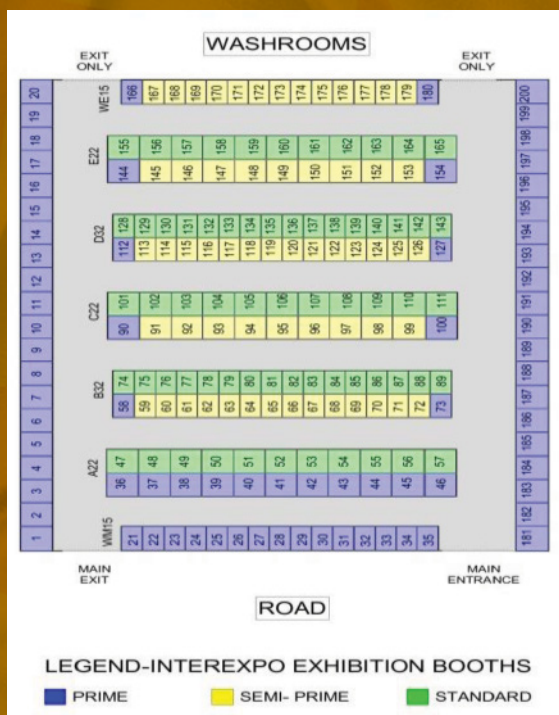 WASHROOMS
EXIT ONLY
EXIT ONLY
20 19 18 17 16 15 14 13 12 11 10 9 8 7 6 5 4 3 2 1
WE15
166 167 168 169 170 171 172 173 174 175 176 177 178 179 180
E22
155 156 157 158 159 160 161 162 163 164 165
144 145 146 147 148 149 150 151 152 153 154
D32
128 129 130 131 132 133 134 135 136 137 138 139 140 141 142 143
112 113 114 115 116 117 118 119 120 121 122 123 124 125 126 127
C22
101 102 103 104 105 106 107 108 109 110 111
90 91 92 93 94 95 96 97 98 99 100
B32
74 75 76 77 78 79 80 81 82 83 84 85 86 87 88 89
58 59 60 61 62 63 64 65 66 67 68 69 70 71 72 73
A22
47 48 49 50 51 52 53 54 55 56 57
36 37 38 39 40 41 42 43 44 45 46
WM15
21 22 23 24 25 26 27 28 29 30 31 32 33 34 35
200 199 198 197 196 195 194 193 192 191 190 189 188 187 186 185 184 183 182 181
MAIN EXIT
MAIN ENTRANCE
ROAD
LEGEND-INTEREXPO EXHIBITION BOOTHS
PRIME
SEMI- PRIME
STANDARD